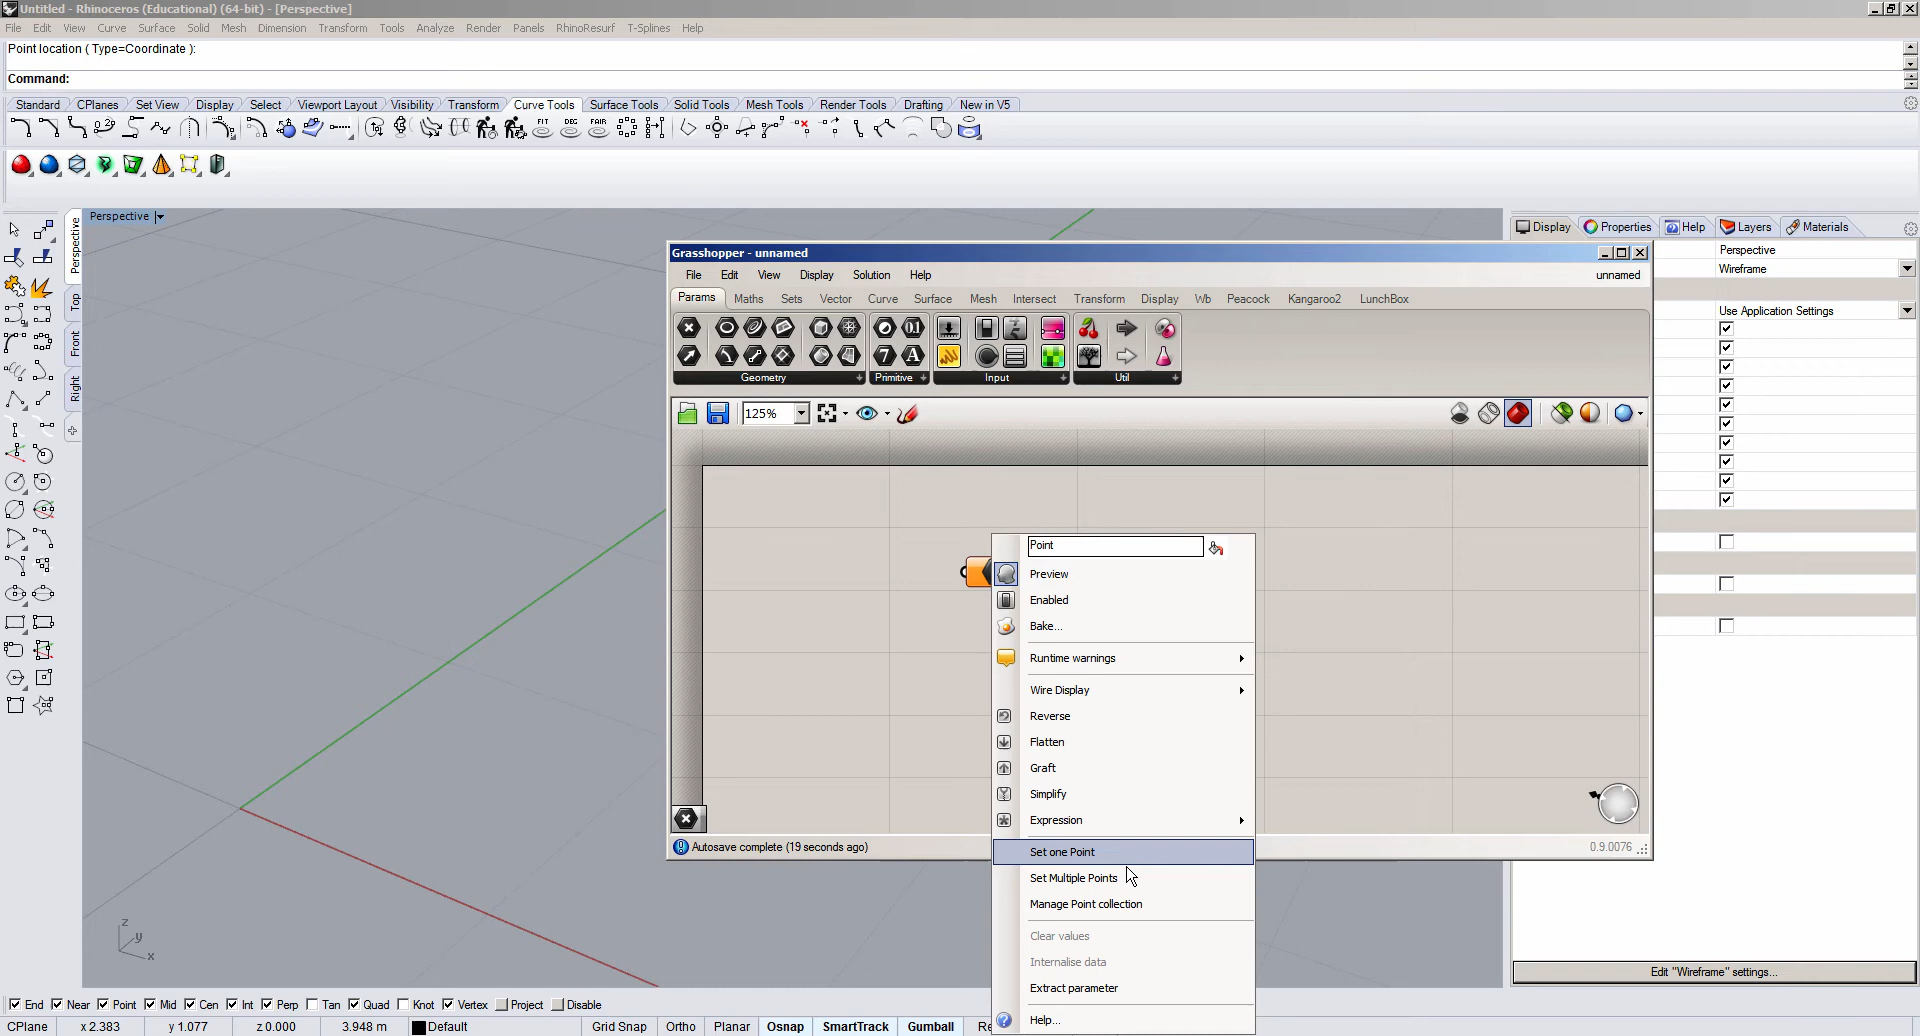 Untitled - Rhinoceros (Educational) (64-bit) - [Perspective]
File Edit View Curve Surface Solid Mesh Dimension Transform Tools Analyze Render Panels RhinoResurf T-Splines Help
Point location ( Type=Coordinate ):
Command:
Standard CPlanes Set View Display Select Viewport Layout Visibility Transform Curve Tools Surface Tools Solid Tools Mesh Tools Render Tools Drafting New in V5
FIT DEG FAIR
Perspective
Perspective
Top
Front
Right
Display Properties Help Layers Materials
Perspective
Wireframe
Use Application Settings
Edit "Wireframe" settings...
Grasshopper - unnamed
File Edit View Display Solution Help unnamed
Params Maths Sets Vector Curve Surface Mesh Intersect Transform Display Wb Peacock Kangaroo2 LunchBox
0.1
7 A
Geometry Primitive Input Util
125%
Point
Preview
Enabled
Bake...
Runtime warnings
Wire Display
Reverse
Flatten
Graft
Simplify
Expression
Set one Point
Set Multiple Points
Manage Point collection
Clear values
Internalise data
Extract parameter
Help...
Autosave complete (19 seconds ago) 0.9.0076
z
y
x
End Near Point Mid Cen Int Perp Tan Quad Knot Vertex Project Disable
CPlane x 2.383 y 1.077 z 0.000 3.948 m Default Grid Snap Ortho Planar Osnap SmartTrack Gumball